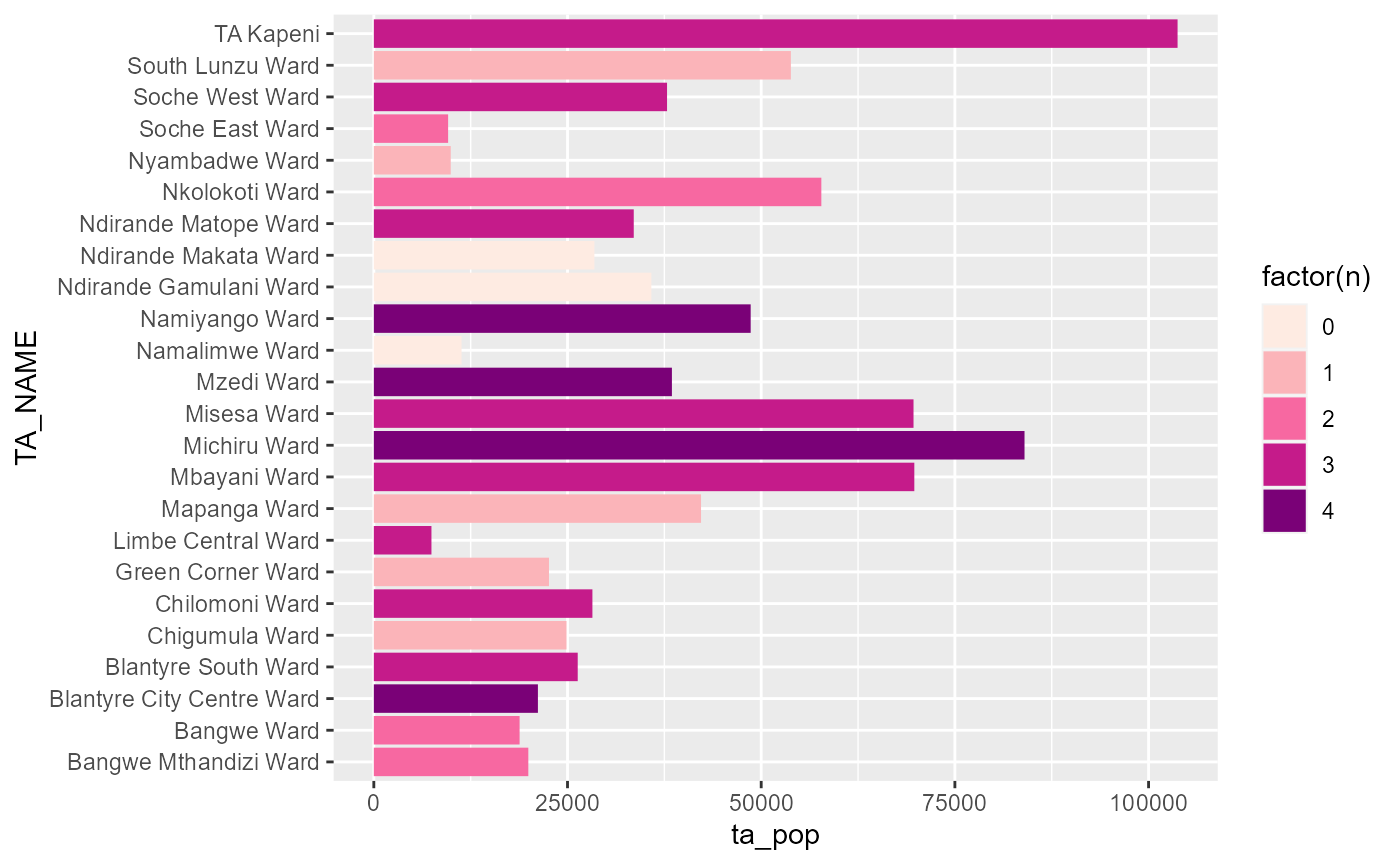 TA_NAME
TA Kapeni
South Lunzu Ward
Soche West Ward
Soche East Ward
Nyambadwe Ward
Nkolokoti Ward
Ndirande Matope Ward
Ndirande Makata Ward
Ndirande Gamulani Ward
Namiyango Ward
Namalimwe Ward
Mzedi Ward
Misesa Ward
Michiru Ward
Mbayani Ward
Mapanga Ward
Limbe Central Ward
Green Corner Ward
Chilomoni Ward
Chigumula Ward
Blantyre South Ward
Blantyre City Centre Ward
Bangwe Ward
Bangwe Mthandizi Ward
0 25000 50000 75000 100000
ta_pop
factor(n)
0
1
2
3
4